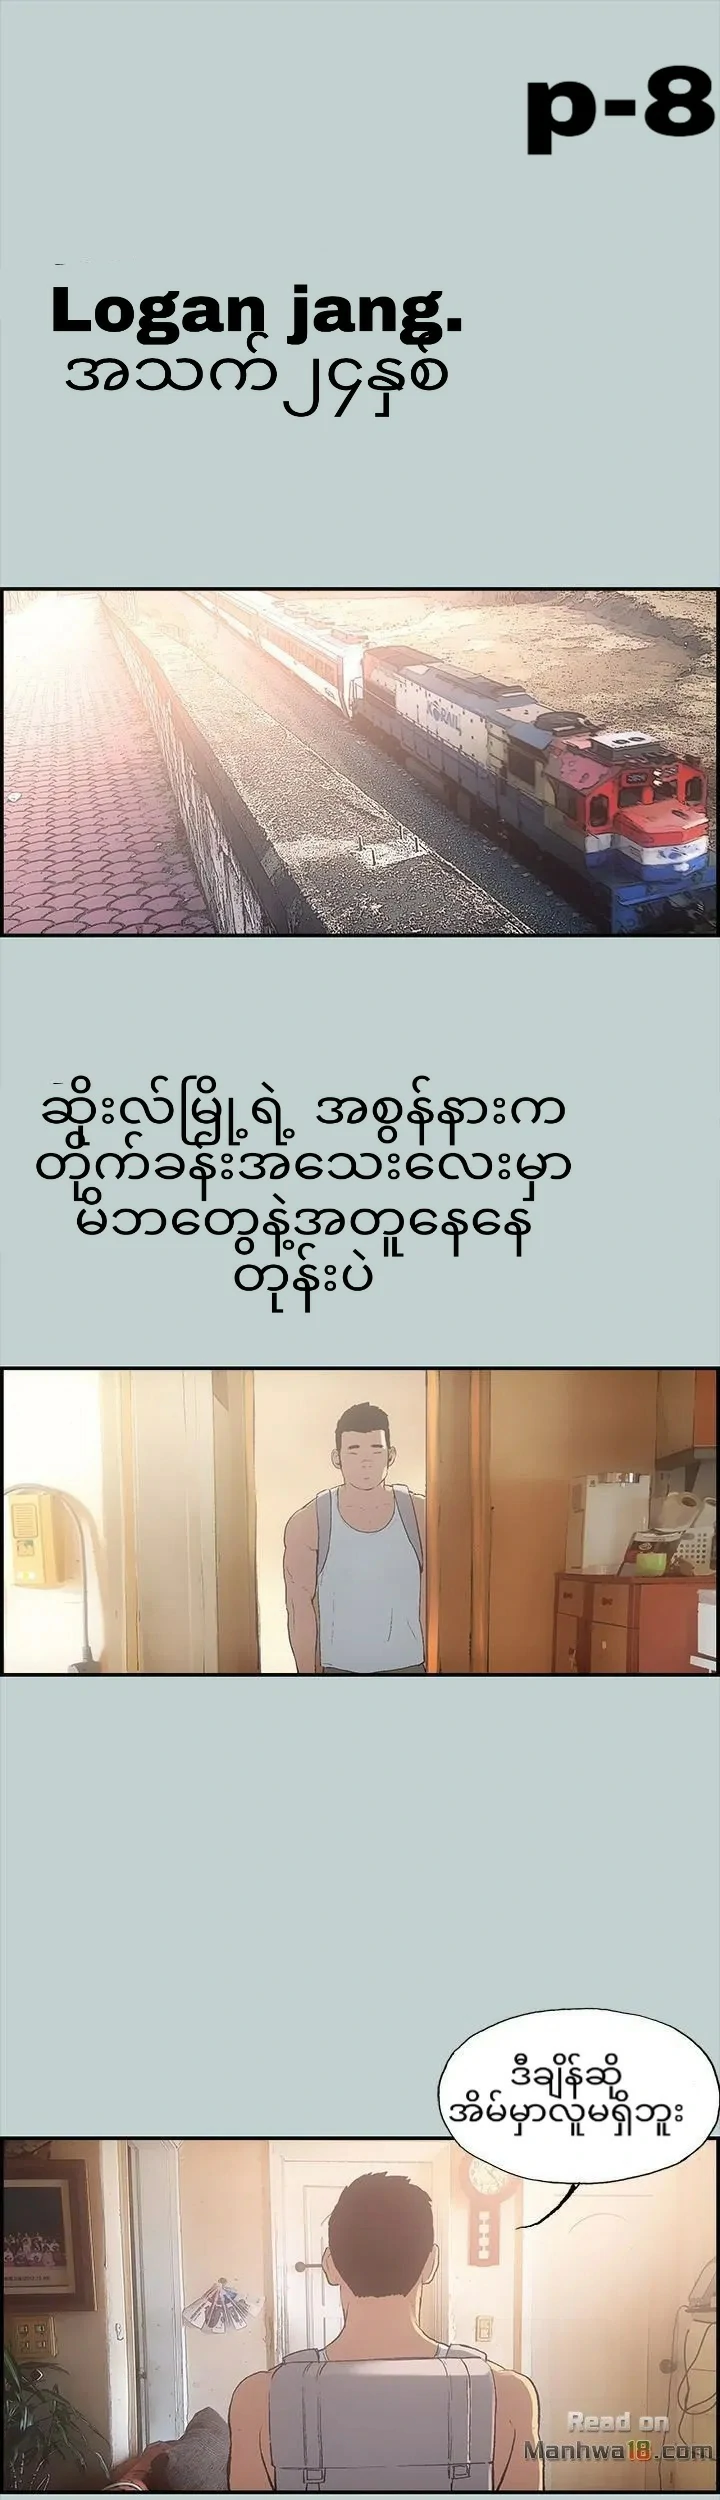 p-8
Logan jang.
အသက်၂၄နှစ်
KORAIL
ဆိုးလ်မြို့ရဲ့ အစွန်နားက
တိုက်ခန်းအသေးလေးမှာ
မိဘတွေနဲ့အတူနေနေ
တုန်းပဲ
ဒီချိန်ဆို
အိမ်မှာလူမရှိဘူး
Read on
Manhwa18.com